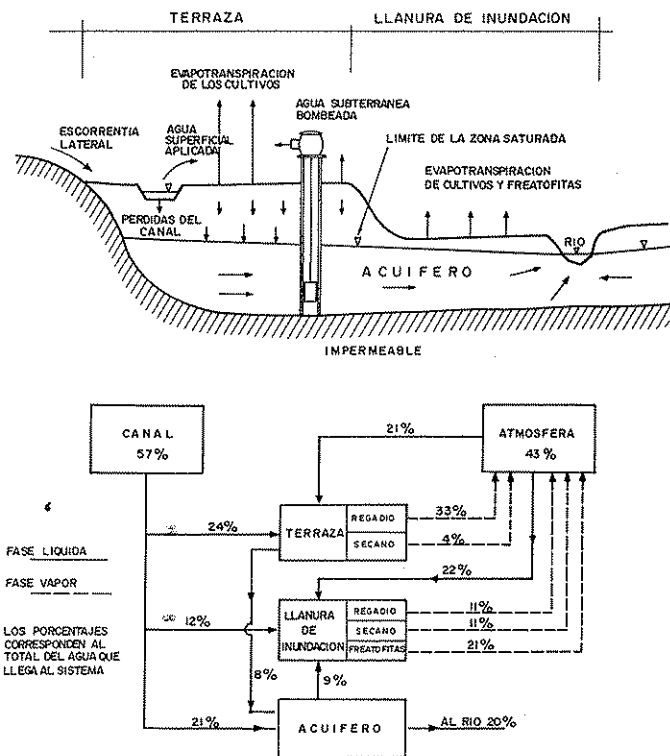 TERRAZA
LLANURA DE INUNDACION
EVAPOTRANSPIRACION
DE LOS CULTIVOS
AGUA SUBTERRANEA
BOMBEADA
ESCORRENTIA
LATERAL
AGUA
SUPERFICIAL
APLICADA
LIMITE DE LA ZONA SATURADA
EVAPOTRANSPIRACION
DE CULTIVOS Y FREATOFITAS
PERDIDAS DEL
CANAL
RIO
ACUIFERO
IMPERMEABLE
CANAL
57%
21%
ATMOSFERA
43%
24%
TERRAZA
REGADIO
SECANO
33%
4%
FASE LIQUIDA
FASE VAPOR
22%
12%
LLANURA
DE
INUNDACION
REGADIO
SECANO
FREATOFITAS
11%
11%
21%
LOS PORCENTAJES
CORRESPONDEN AL
TOTAL DEL AGUA QUE
LLEGA AL SISTEMA
8%
9%
21%
ACUIFERO
AL RIO 20%